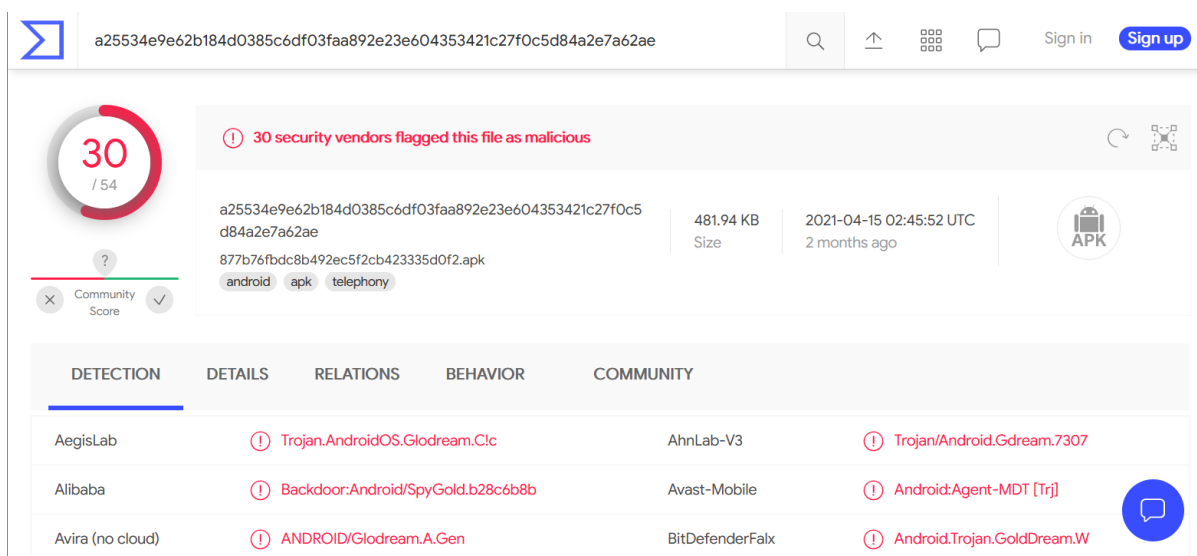 a25534e9e62b184d0385c6df03faa892e23e604353421c27f0c5d84a2e7a62ae
Sign in
Sign up
30
/ 54
30 security vendors flagged this file as malicious
a25534e9e62b184d0385c6df03faa892e23e604353421c27f0c5
d84a2e7a62ae
877b76fbdc8b492ec5f2cb423335d0f2.apk
android apk telephony
481.94 KB
Size
2021-04-15 02:45:52 UTC
2 months ago
APK
?
Community
Score
DETECTION DETAILS RELATIONS BEHAVIOR COMMUNITY
AegisLab Trojan.AndroidOS.Glodream.C!c AhnLab-V3 Trojan/Android.Gdream.7307
Alibaba Backdoor:Android/SpyGold.b28c6b8b Avast-Mobile Android:Agent-MDT [Trj]
Avira (no cloud) ANDROID/Glodream.A.Gen BitDefenderFalx Android.Trojan.GoldDream.W